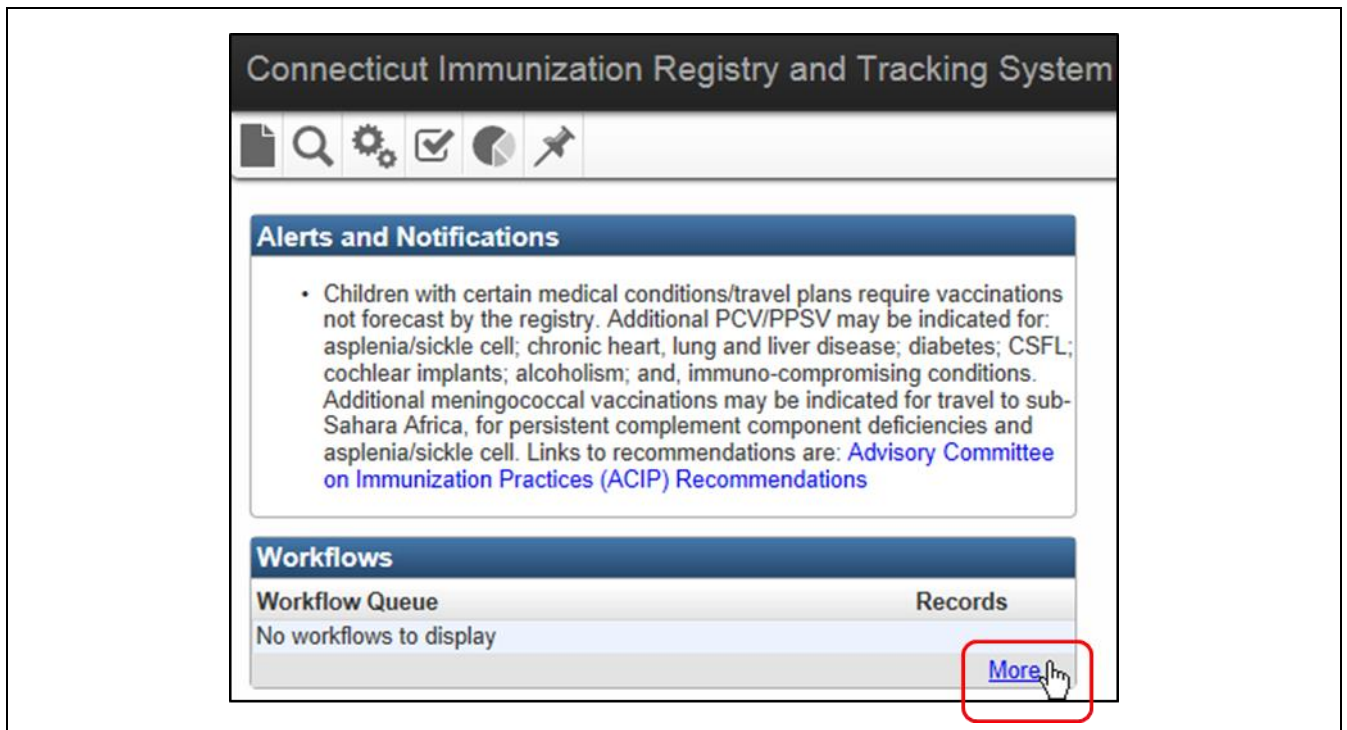 Connecticut Immunization Registry and Tracking System
Alerts and Notifications
• Children with certain medical conditions/travel plans require vaccinations
not forecast by the registry. Additional PCV/PPSV may be indicated for:
asplenia/sickle cell; chronic heart, lung and liver disease; diabetes; CSFL;
cochlear implants; alcoholism; and, immuno-compromising conditions.
Additional meningococcal vaccinations may be indicated for travel to sub-
Sahara Africa, for persistent complement component deficiencies and
asplenia/sickle cell. Links to recommendations are: Advisory Committee
on Immunization Practices (ACIP) Recommendations
Workflows
Workflow Queue Records
No workflows to display
More